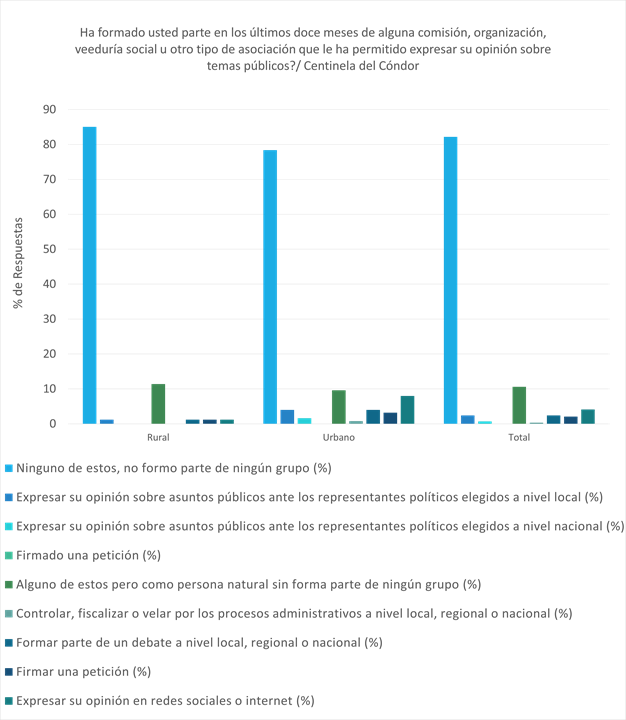 Ha formado usted parte en los últimos doce meses de alguna comisión, organización,
veeduría social u otro tipo de asociación que le ha permitido expresar su opinión sobre
temas públicos?/ Centinela del Cóndor
90
80
70
60
50
40
30
20
10
0
% de Respuestas
Rural
Urbano
Total
Ninguno de estos, no formo parte de ningún grupo (%)
Expresar su opinión sobre asuntos públicos ante los representantes políticos elegidos a nivel local (%)
Expresar su opinión sobre asuntos públicos ante los representantes políticos elegidos a nivel nacional (%)
Firmado una petición (%)
Alguno de estos pero como persona natural sin forma parte de ningún grupo (%)
Controlar, fiscalizar o velar por los procesos administrativos a nivel local, regional o nacional (%)
Formar parte de un debate a nivel local, regional o nacional (%)
Firmar una petición (%)
Expresar su opinión en redes sociales o internet (%)